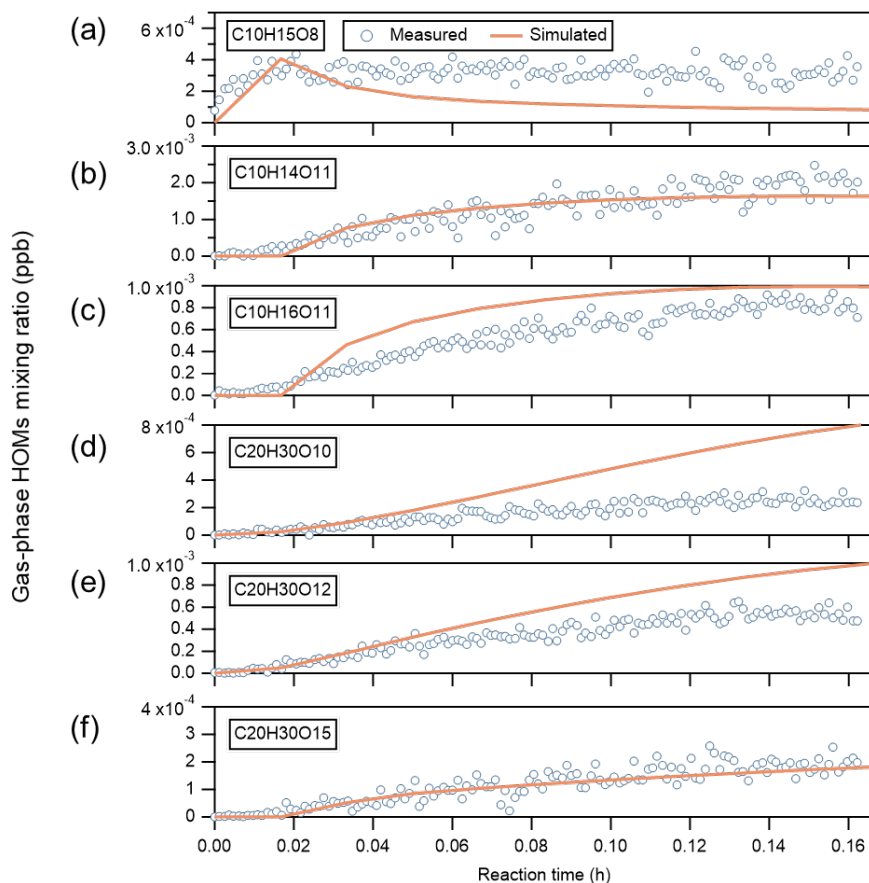 (a)
6 x10⁻⁴
4
2
0
C10H15O8
Measured
Simulated
(b)
3.0 x10⁻³
2.0
1.0
0.0
C10H14O11
(c)
1.0 x10⁻³
0.8
0.6
0.4
0.2
0.0
C10H16O11
(d)
8 x10⁻⁴
6
4
2
0
C20H30O10
(e)
1.0 x10⁻³
0.8
0.6
0.4
0.2
0.0
C20H30O12
(f)
4 x10⁻⁴
3
2
1
0
C20H30O15
0.00 0.02 0.04 0.06 0.08 0.10 0.12 0.14 0.16
Reaction time (h)
Gas-phase HOMs mixing ratio (ppb)